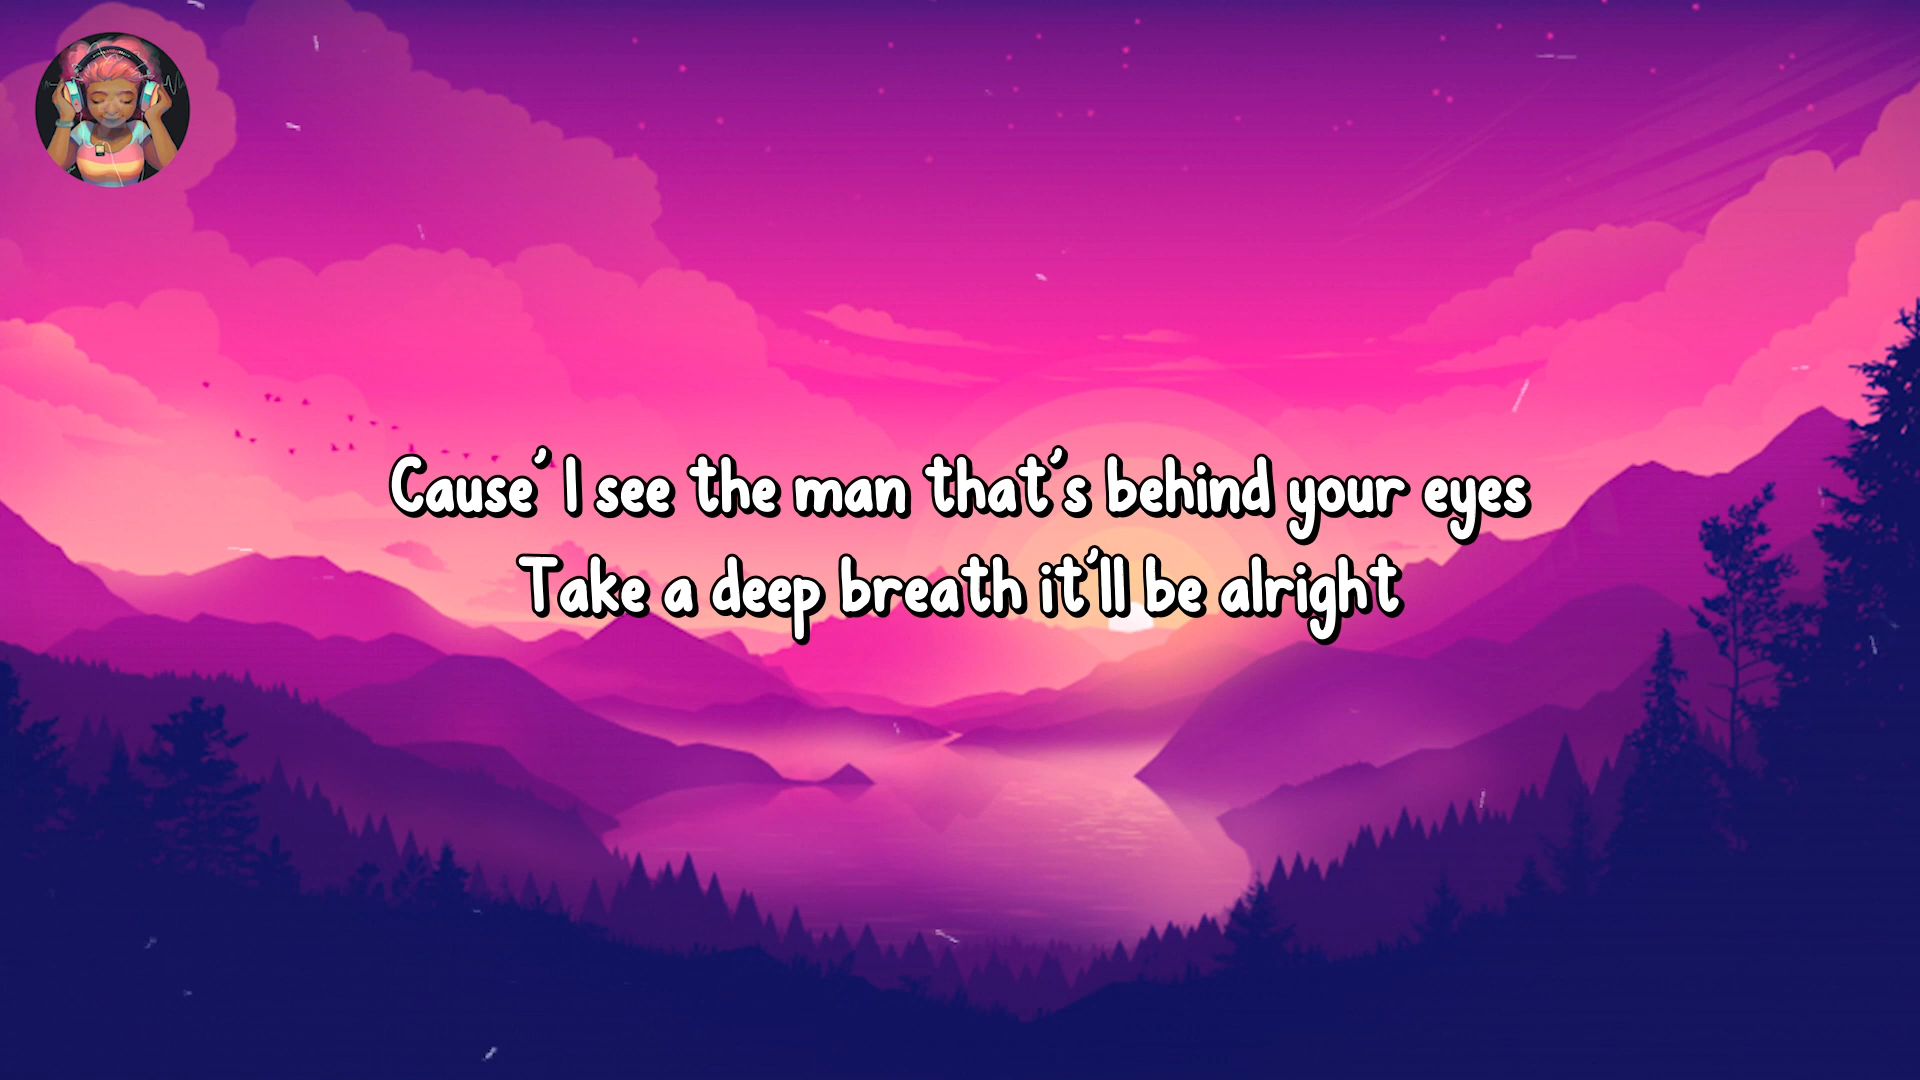 Cause' I see the man that's behind your eyes
Take a deep breath it'll be alright